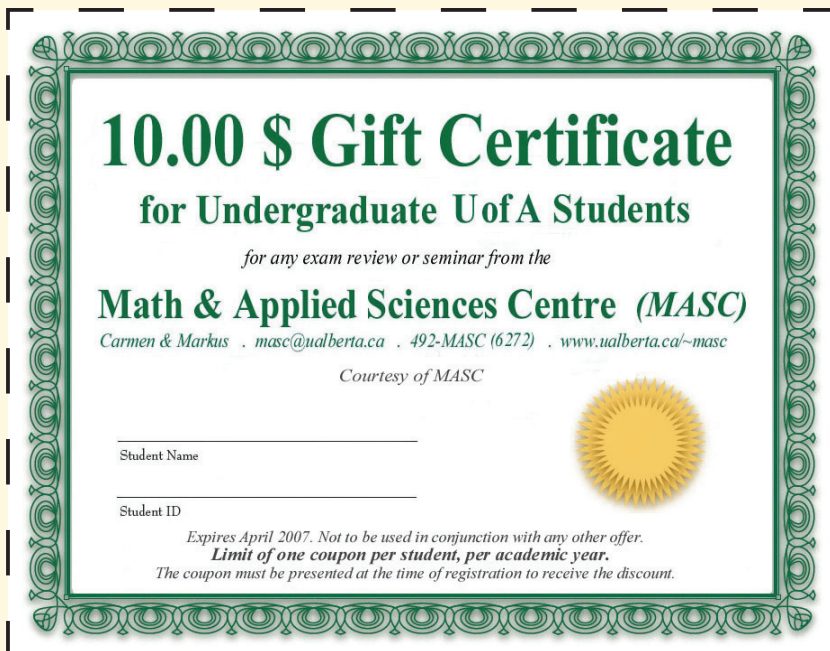 10.00 $ Gift Certificate
for Undergraduate U of A Students
for any exam review or seminar from the
Math & Applied Sciences Centre (MASC)
Carmen & Markus . masc@ualberta.ca . 492-MASC (6272) . www.ualberta.ca/~masc
Courtesy of MASC
Student Name
Student ID
Expires April 2007. Not to be used in conjunction with any other offer.
Limit of one coupon per student, per academic year.
The coupon must be presented at the time of registration to receive the discount.